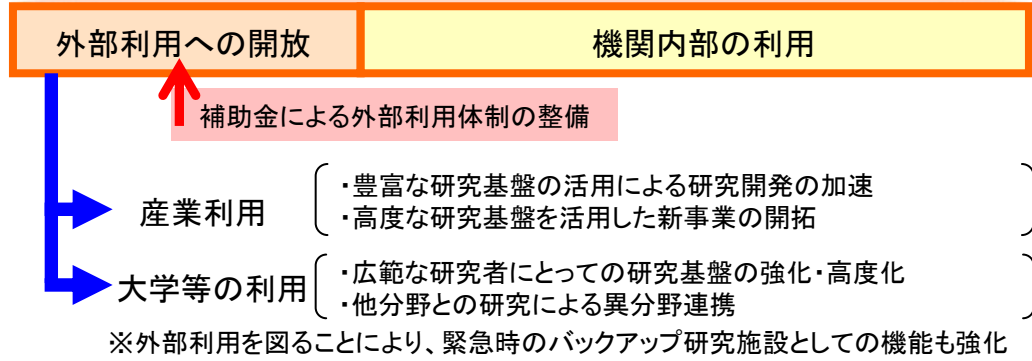 外部利用への開放
機関内部の利用
補助金による外部利用体制の整備
産業利用
・豊富な研究基盤の活用による研究開発の加速
・高度な研究基盤を活用した新事業の開拓
大学等の利用
・広範な研究者にとっての研究基盤の強化・高度化
・他分野との研究による異分野連携
※外部利用を図ることにより、緊急時のバックアップ研究施設としての機能も強化